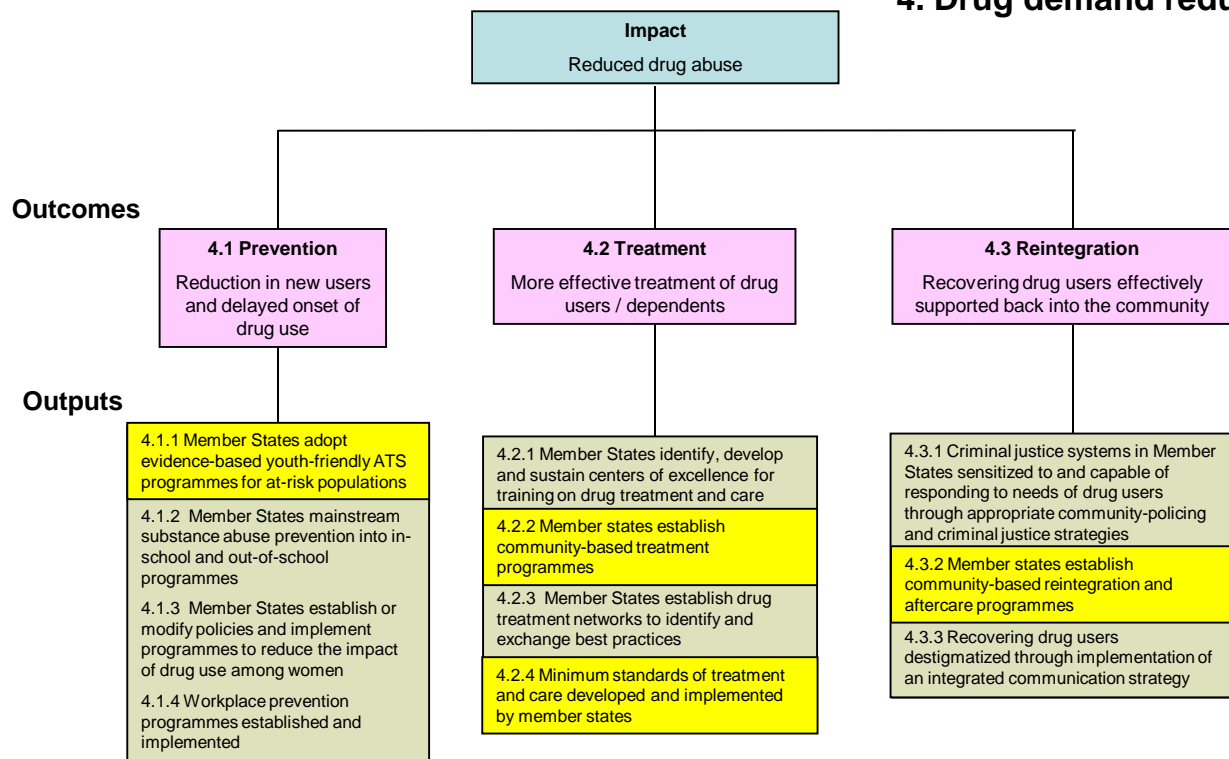 4. Drug demand redu
Impact
Reduced drug abuse
Outcomes
4.1 Prevention
Reduction in new users
and delayed onset of
drug use
4.2 Treatment
More effective treatment of drug
users / dependents
4.3 Reintegration
Recovering drug users effectively
supported back into the community
Outputs
4.1.1 Member States adopt
evidence-based youth-friendly ATS
programmes for at-risk populations
4.1.2  Member States mainstream
substance abuse prevention into in-
school and out-of-school
programmes
4.1.3  Member States establish or
modify policies and implement
programmes to reduce the impact
of drug use among women
4.1.4 Workplace prevention
programmes established and
implemented
4.2.1 Member States identify, develop
and sustain centers of excellence for
training on drug treatment and care
4.2.2 Member states establish
community-based treatment
programmes
4.2.3  Member States establish drug
treatment networks to identify and
exchange best practices
4.2.4 Minimum standards of treatment
and care developed and implemented
by member states
4.3.1 Criminal justice systems in Member
States sensitized to and capable of
responding to needs of drug users
through appropriate community-policing
and criminal justice strategies
4.3.2 Member states establish
community-based reintegration and
aftercare programmes
4.3.3 Recovering drug users
destigmatized through implementation of
an integrated communication strategy